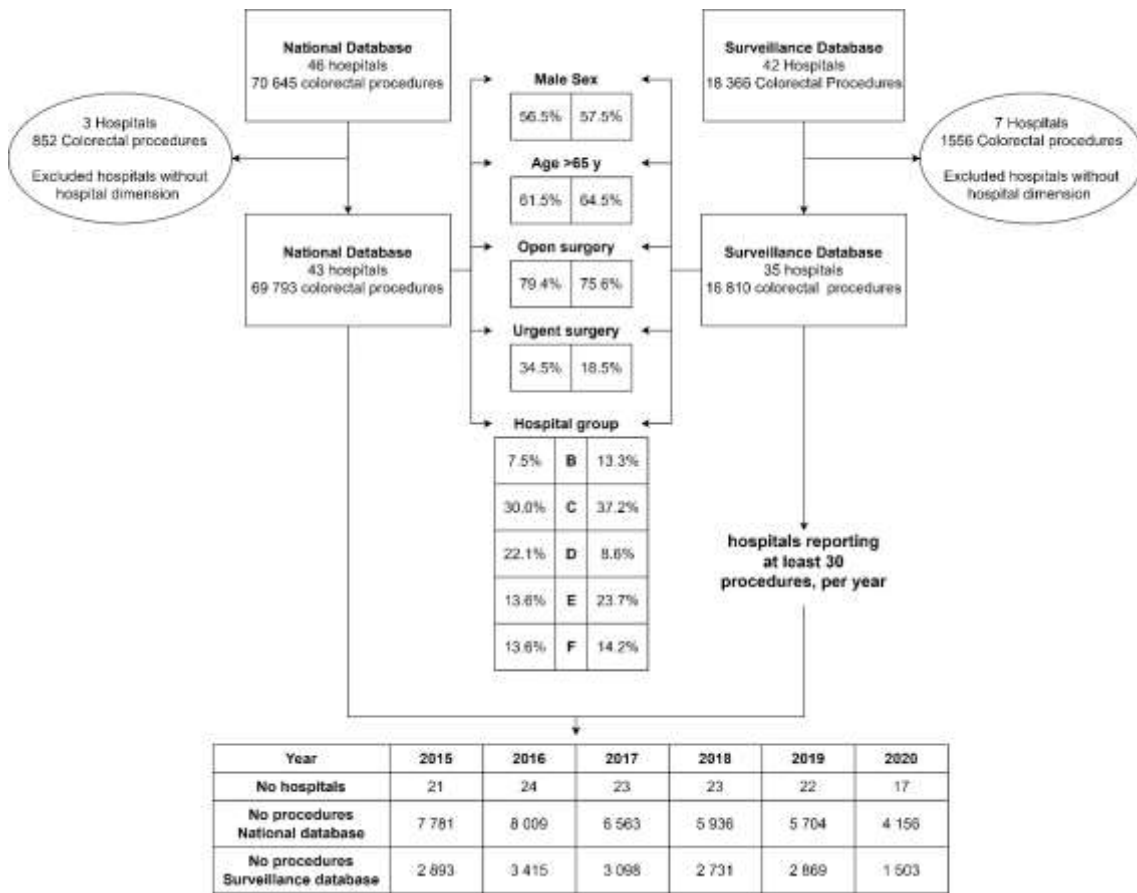 National Database
46 hospitals
70 645 colorectal procedures
Surveillance Database
42 Hospitals
18 366 Colorectal Procedures
3 Hospitals
852 Colorectal procedures
Excluded hospitals without
hospital dimension
7 Hospitals
1556 Colorectal procedures
Excluded hospitals without
hospital dimension
National Database
43 hospitals
69 793 colorectal procedures
Surveillance Database
35 hospitals
16 810 colorectal procedures
Male Sex
56.5% 57.5%
Age >65 y
61.5% 64.5%
Open surgery
79.4% 75.6%
Urgent surgery
34.5% 18.5%
Hospital group
7.5% B 13.3%
30.0% C 37.2%
22.1% D 8.6%
13.6% E 23.7%
13.6% F 14.2%
hospitals reporting
at least 30
procedures, per year
Year 2015 2016 2017 2018 2019 2020
No hospitals 21 24 23 23 22 17
No procedures
National database 7 781 8 009 6 563 5 936 5 704 4 156
No procedures
Surveillance database 2 893 3 415 3 098 2 731 2 869 1 503